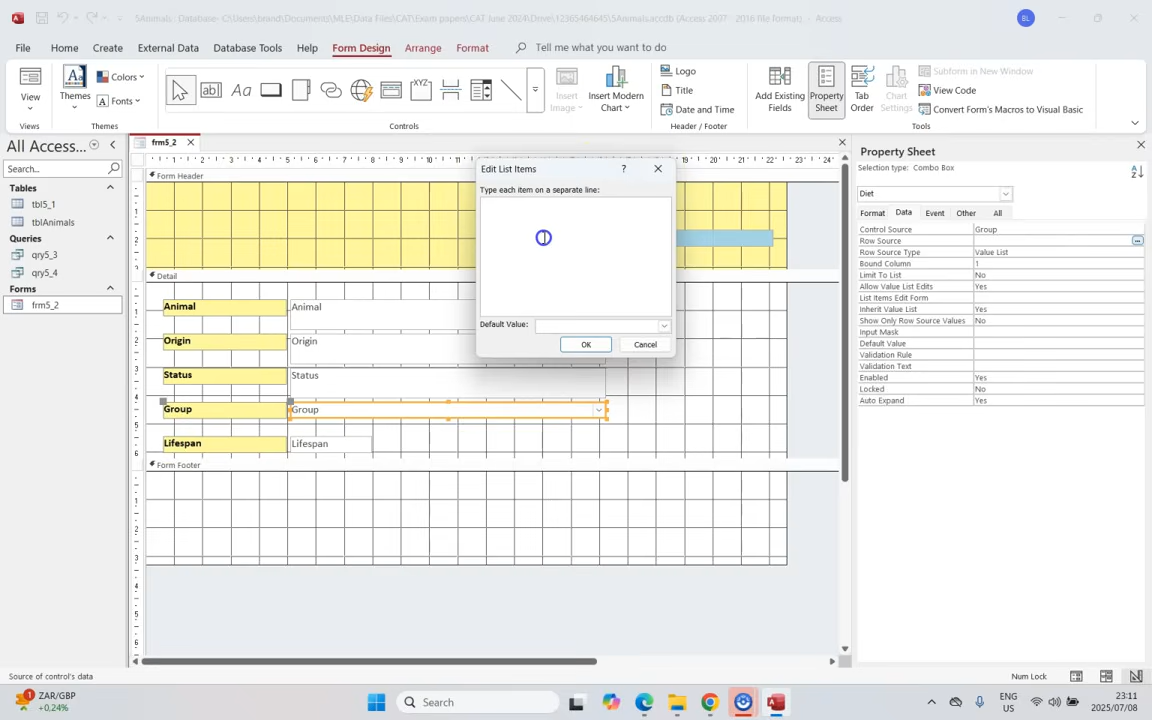 5Animals : Database- C:\Users\brand\Documents\MLE\Data Files\CAT\Exam papers\CAT June 2024\Drive\12365464645\5Animals.accdb (Access 2007 - 2016 file format) - Access
BL
File Home Create External Data Database Tools Help Form Design Arrange Format Tell me what you want to do
View
Views
Themes
Colors
Fonts
Themes
ab|
Aa
XYZ
Controls
Insert Image
Insert Modern Chart
Logo
Title
Date and Time
Header / Footer
Add Existing Fields
Property Sheet
Tab Order
Chart Settings
Subform in New Window
View Code
Convert Form's Macros to Visual Basic
Tools
All Access...
Search...
Tables
tbl5_1
tblAnimals
Queries
qry5_3
qry5_4
Forms
frm5_2
frm5_2
Form Header
Detail
Animal Animal
Origin Origin
Status Status
Group Group
Lifespan Lifespan
Form Footer
Edit List Items
?
Type each item on a separate line:
Default Value:
OK Cancel
Property Sheet
Selection type: Combo Box
Diet
Format Data Event Other All
Control Source Group
Row Source
Row Source Type Value List
Bound Column 1
Limit To List No
Allow Value List Edits Yes
List Items Edit Form
Inherit Value List Yes
Show Only Row Source Values No
Input Mask
Default Value
Validation Rule
Validation Text
Enabled Yes
Locked No
Auto Expand Yes
Source of control's data
Num Lock
ZAR/GBP
+0,24%
Search
ENG
US
23:11
2025/07/08